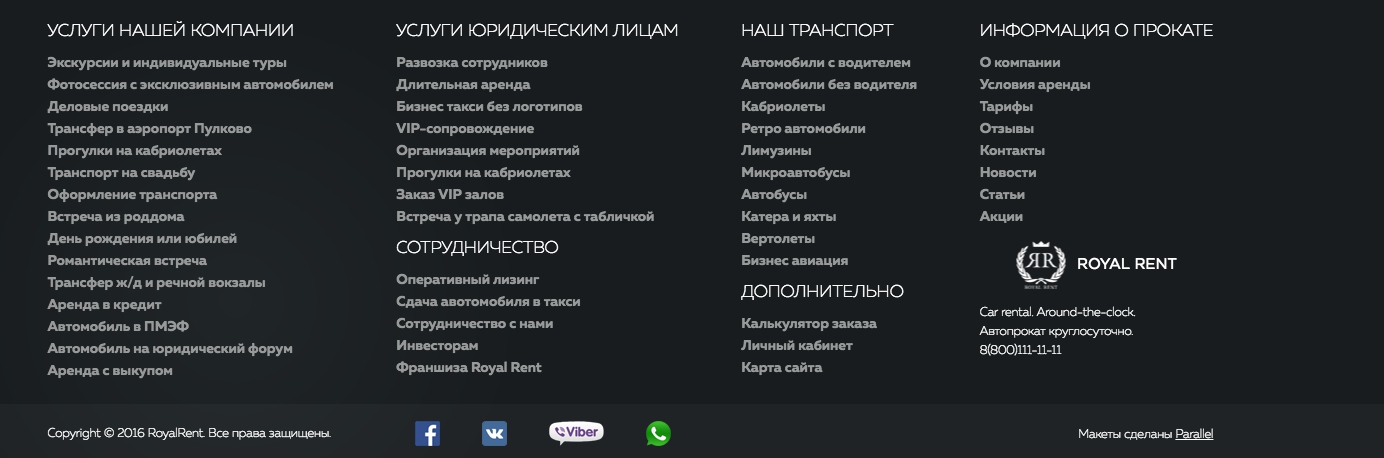 УСЛУГИ НАШЕЙ КОМПАНИИ
Экскурсии и индивидуальные туры
Фотосессия с эксклюзивным автомобилем
Деловые поездки
Трансфер в аэропорт Пулково
Прогулки на кабриолетах
Транспорт на свадьбу
Оформление транспорта
Встреча из роддома
День рождения или юбилей
Романтическая встреча
Трансфер ж/д и речной вокзалы
Аренда в кредит
Автомобиль в ПМЭФ
Автомобиль на юридический форум
Аренда с выкупом
УСЛУГИ ЮРИДИЧЕСКИМ ЛИЦАМ
Развозка сотрудников
Длительная аренда
Бизнес такси без логотипов
VIP-сопровождение
Организация мероприятий
Прогулки на кабриолетах
Заказ VIP залов
Встреча у трапа самолета с табличкой
СОТРУДНИЧЕСТВО
Оперативный лизинг
Сдача авотомобиля в такси
Сотрудничество с нами
Инвесторам
Франшиза Royal Rent
НАШ ТРАНСПОРТ
Автомобили с водителем
Автомобили без водителя
Кабриолеты
Ретро автомобили
Лимузины
Микроавтобусы
Автобусы
Катера и яхты
Вертолеты
Бизнес авиация
ДОПОЛНИТЕЛЬНО
Калькулятор заказа
Личный кабинет
Карта сайта
ИНФОРМАЦИЯ О ПРОКАТЕ
О компании
Условия аренды
Тарифы
Отзывы
Контакты
Новости
Статьи
Акции
ЯR
ROYAL RENT
ROYAL RENT
Car rental. Around-the-clock.
Автопрокат круглосуточно.
8(800)111-11-11
Copyright © 2016 RoyalRent. Все права защищены.
Viber
Макеты сделаны Parallel